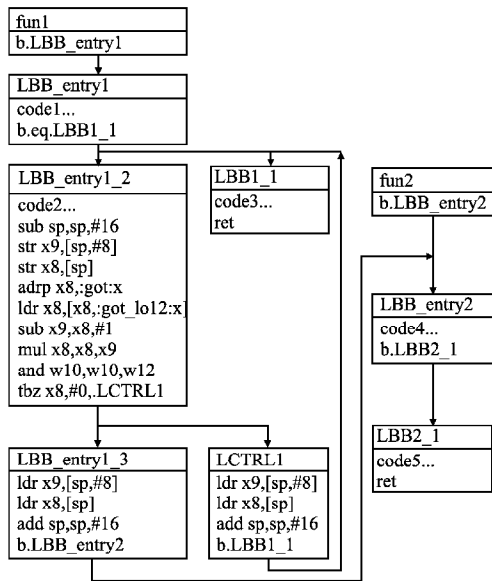 fun1
b.LBB_entry1
LBB_entry1
code1...
b.eq.LBB1_1
LBB_entry1_2
code2...
sub sp,sp,#16
str x9,[sp,#8]
str x8,[sp]
adrp x8,:got:x
ldr x8,[x8,:got_lo12:x]
sub x9,x8,#1
mul x8,x8,x9
and w10,w10,w12
tbz x8,#0,.LCTRL1
LBB1_1
code3...
ret
LBB_entry1_3
ldr x9,[sp,#8]
ldr x8,[sp]
add sp,sp,#16
b.LBB_entry2
LCTRL1
ldr x9,[sp,#8]
ldr x8,[sp]
add sp,sp,#16
b.LBB1_1
fun2
b.LBB_entry2
LBB_entry2
code4...
b.LBB2_1
LBB2_1
code5...
ret